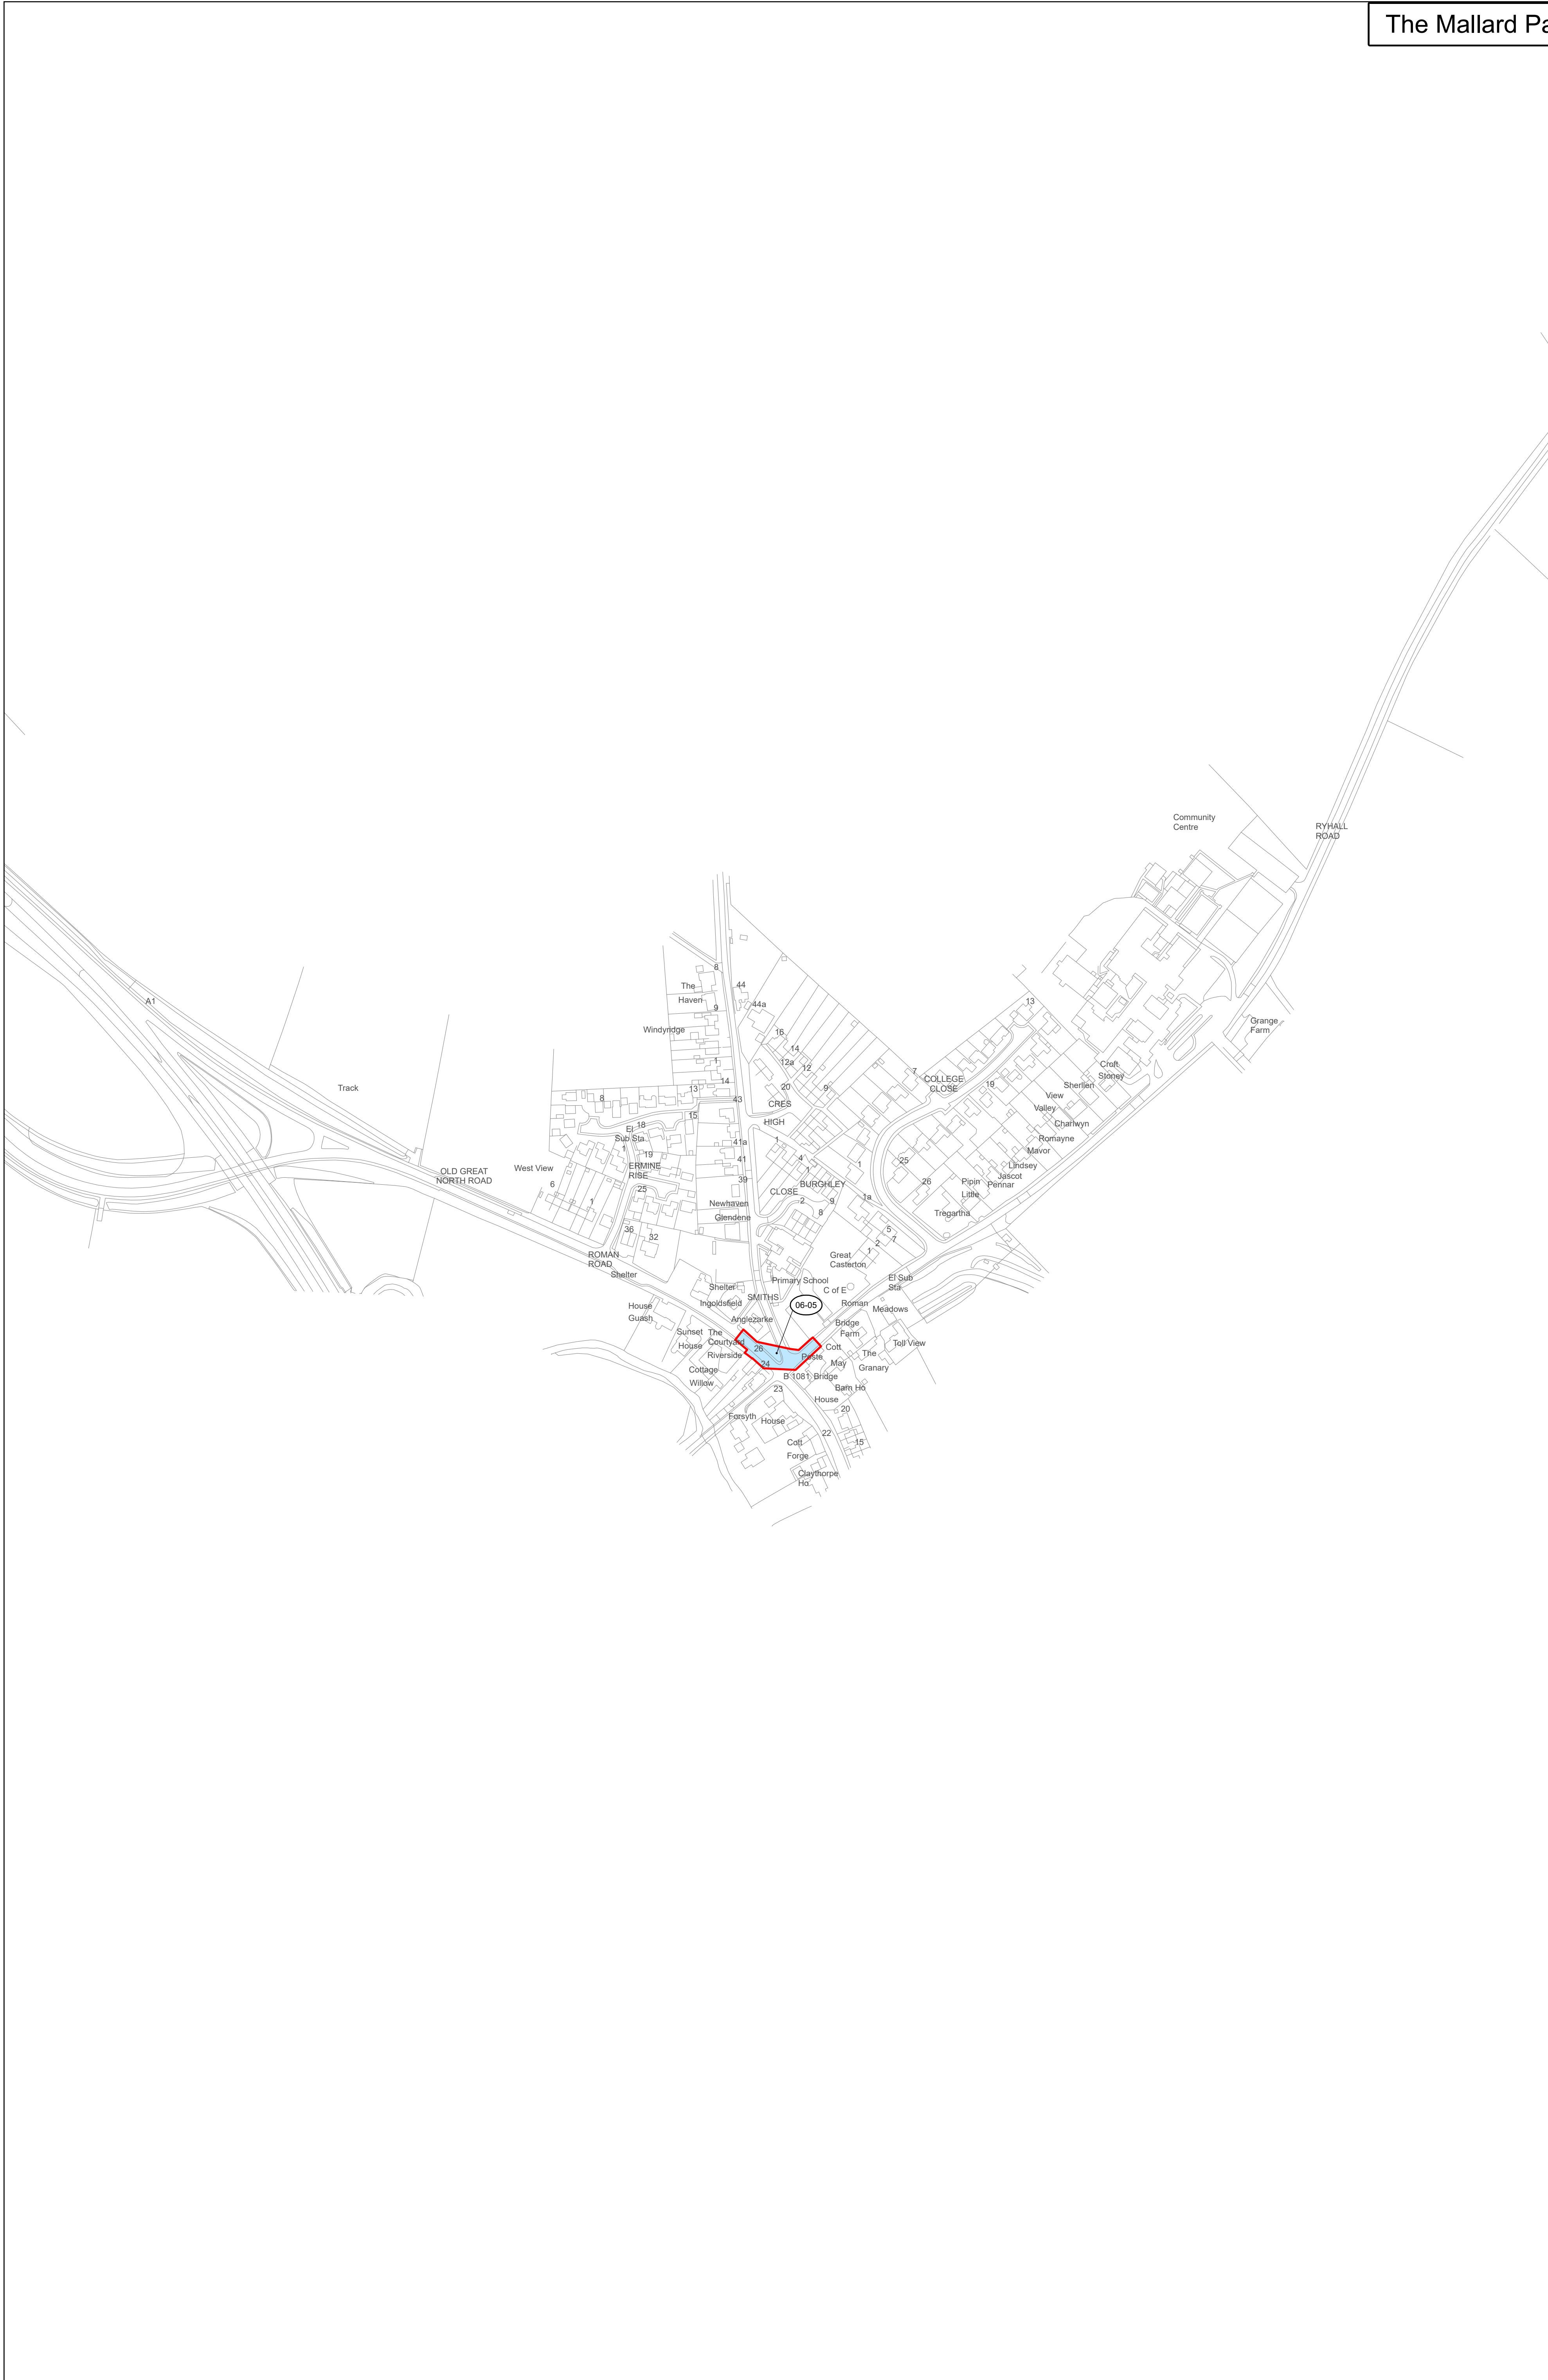 The Mallard Pa
Community
Centre
RYHALL
ROAD
8
The
44
Haven
44a
9
13
A1
Windyridge
16
Grange
Farm
14
12a
1
Croft
12
7
Stoney
14
COLLEGE
CLOSE
19
Sherilen
Track
13
20
9
View
8
43
CRES
Valley
15
HIGH
Charlwyn
18
El
Sub Sta
1
41a
1
Romayne
Mavor
19
41
4
1
25
Lindsey
ERMINE
RISE
OLD GREAT
NORTH ROAD
West View
39
1
Jascot
6
25
CLOSE
BURGHLEY
26
Pipin
Pennar
1
2
9
1a
Little
Newhaven
Glendene
8
Tregartha
36
32
5
7
2
1
ROMAN
ROAD
Great
Casterton
Shelter
Primary School
El Sub
Sta
Shelter
C of E
SMITHS
Ingoldsfield
06-05
Roman
House
Meadows
Guash
Anglezarke
Bridge
Farm
Sunset
The
Courtyard
House
26
Cott
Toll View
Riverside
Poste
The
24
May
Granary
Cottage
B 1081
Bridge
Willow
23
Barn Ho
House
20
Forsyth
House
22
Cott
15
Forge
Claythorpe
Ho